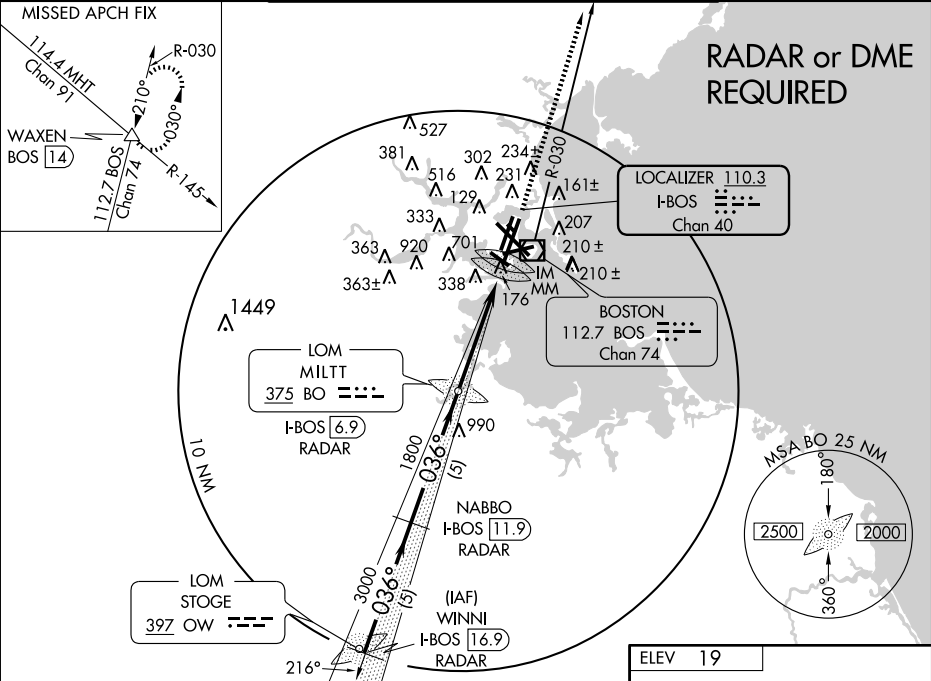 MISSED APCH FIX
114.4 MHT
Chan 91
R-030
210°
030°
WAXEN
BOS 14
112.7 BOS
Chan 74
R-145
RADAR or DME
REQUIRED
527
381
302
234±
516
231
R-030
161±
129
333
207
363
920
701
210 ±
363±
338
IM
MM
210 ±
176
1449
LOCALIZER 110.3
I-BOS
Chan 40
BOSTON
112.7 BOS
Chan 74
LOM
MILTT
375 BO
I-BOS 6.9
RADAR
990
10 NM
1800
036°
(5)
NABBO
I-BOS 11.9
RADAR
3000
036°
(5)
LOM
STOGE
397 OW
(IAF)
WINNI
I-BOS 16.9
RADAR
216°
MSA BO 25 NM
180°
2500
2000
360°
ELEV 19